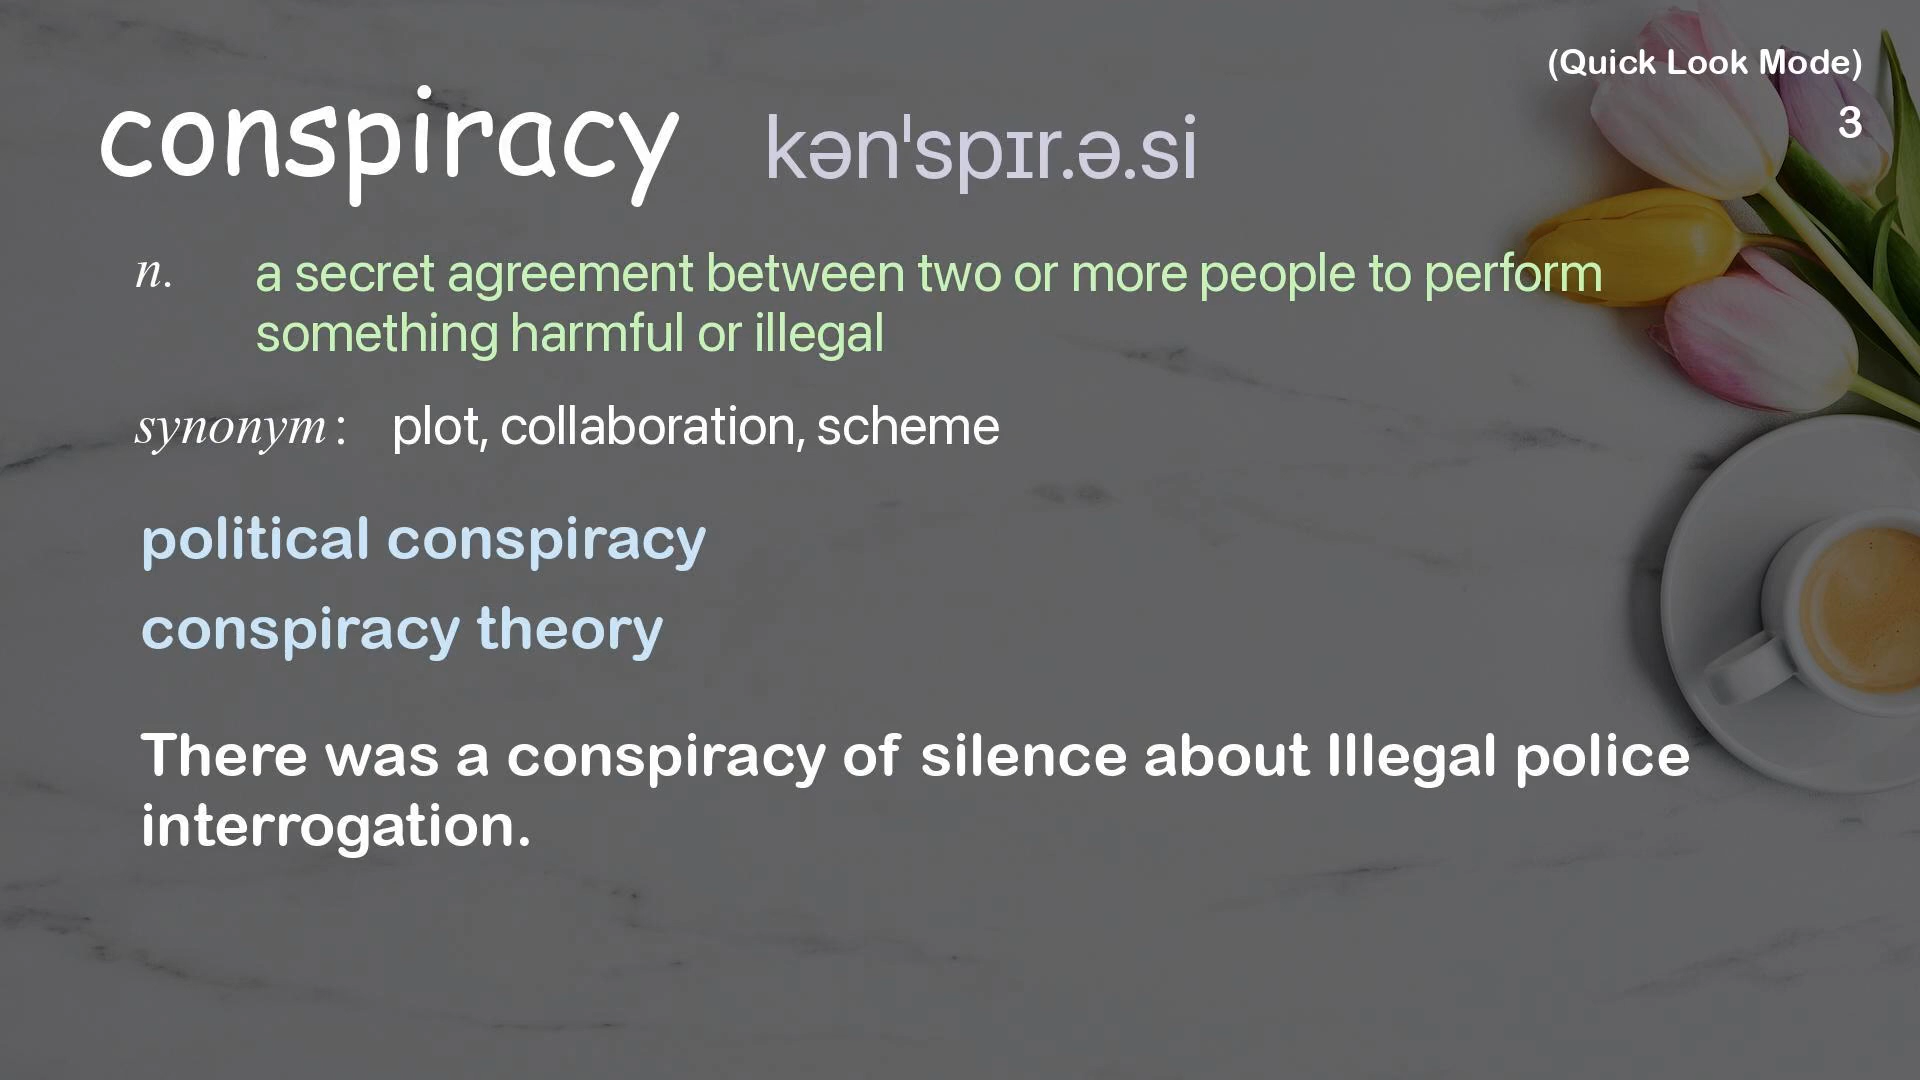 (Quick Look Mode)
3
conspiracy kən'spɪr.ə.si
n. a secret agreement between two or more people to perform
something harmful or illegal
synonym: plot, collaboration, scheme
political conspiracy
conspiracy theory
There was a conspiracy of silence about Illegal police
interrogation.